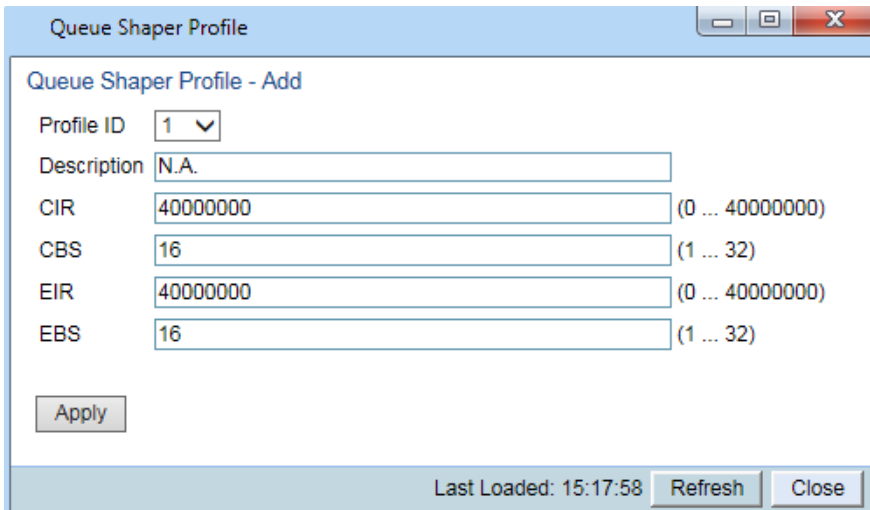 Queue Shaper Profile
Queue Shaper Profile - Add
Profile ID 1
Description N.A.
CIR 40000000 (0 ... 40000000)
CBS 16 (1 ... 32)
EIR 40000000 (0 ... 40000000)
EBS 16 (1 ... 32)
Apply
Last Loaded: 15:17:58 Refresh Close